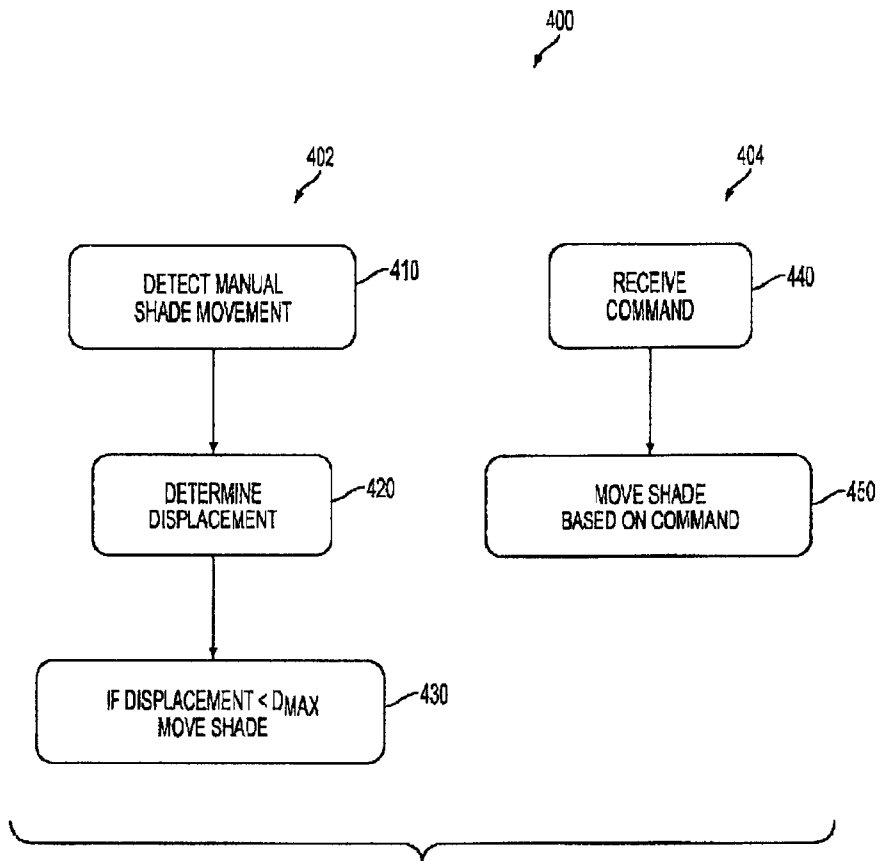 400
402
404
DETECT MANUAL
SHADE MOVEMENT
410
RECEIVE
COMMAND
440
DETERMINE
DISPLACEMENT
420
MOVE SHADE
BASED ON COMMAND
450
IF DISPLACEMENT < DMAX
MOVE SHADE
430